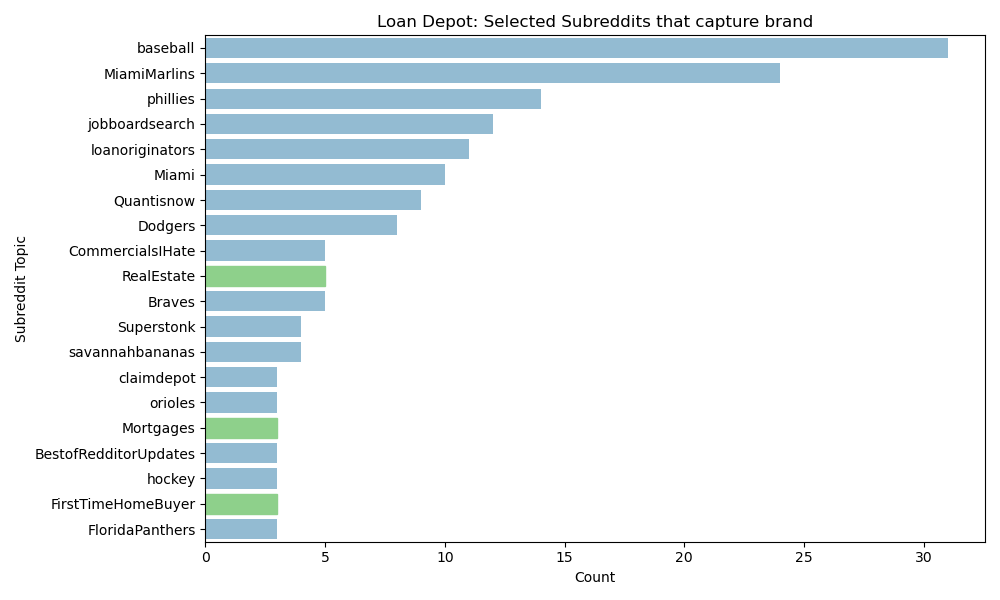 Loan Depot: Selected Subreddits that capture brand
Subreddit Topic
baseball
MiamiMarlins
phillies
jobboardsearch
loanoriginators
Miami
Quantisnow
Dodgers
CommercialsIHate
RealEstate
Braves
Superstonk
savannahbananas
claimdepot
orioles
Mortgages
BestofRedditorUpdates
hockey
FirstTimeHomeBuyer
FloridaPanthers
0 5 10 15 20 25 30
Count